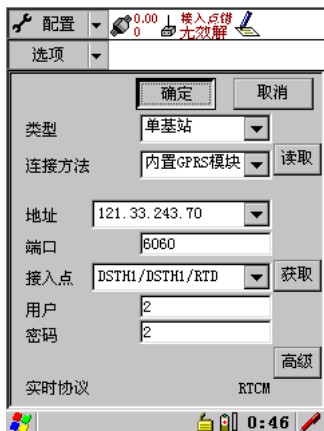 配置 0.00 0 接入点错 无效解
选项
确定 取消
类型 单基站
连接方法 内置GPRS模块 读取
地址 121.33.243.70
端口 6060
接入点 DSTH1/DSTH1/RTD 获取
用户 2
密码 2
高级
实时协议 RTCM
0:46